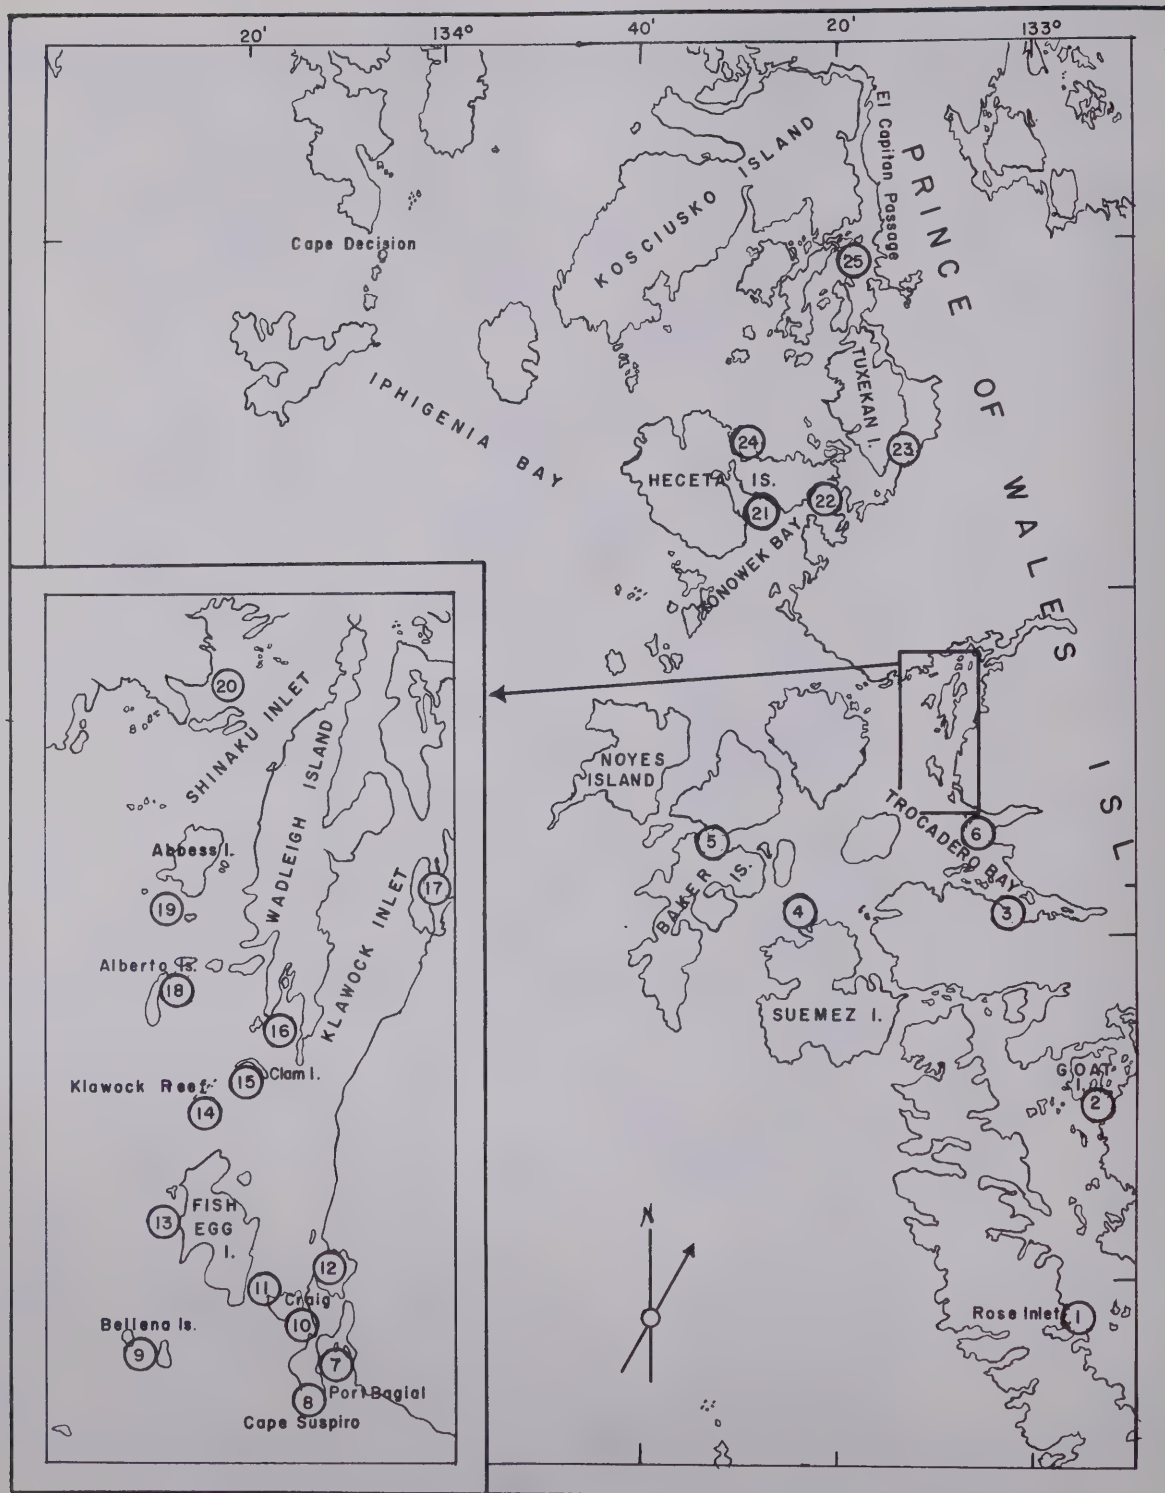 20'
134°
40'
20'
133°
El Capitan Passage
PRINCE OF WALES ISL
KOSCIUSKO ISLAND
Cape Decision
25
IPHIGENIA BAY
TUXEKAN I.
24
23
HECETA IS.
21
22
TONOWEK BAY
NOYES
ISLAND
TROCADERO BAY
5
6
BAKER IS.
4
3
SUEMEZ I.
GOAT
I.
2
N
Rose Inlet
1
20
SHINAKU INLET
WADLEIGH ISLAND
Abbess I.
KLAWOCK INLET
17
19
Alberto Is.
18
16
Clam I.
15
Klawock Reef
14
FISH
EGG
I.
13
12
11
Craig
10
Bellena Is.
9
7
Port Bagial
8
Cape Suspiro